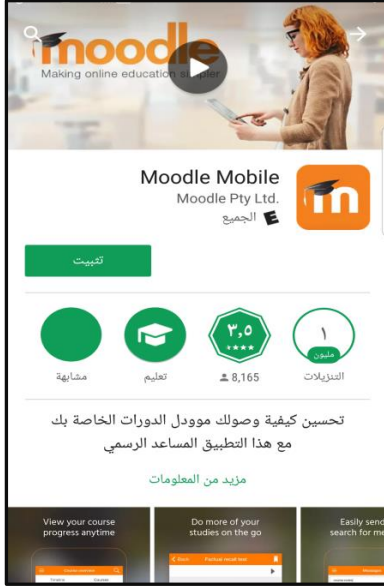 moodle
Making online education simpler
Moodle Mobile
Moodle Pty Ltd.
الجميع
تثبيت
١
مليون
التنزيلات
٣,٥
8,165
تعليم
مشابهة
تحسين كيفية وصولك موودل الدورات الخاصة بك
مع هذا التطبيق المساعد الرسمي
مزيد من المعلومات
View your course
progress anytime
Do more of your
studies on the go
Easily send
search for me